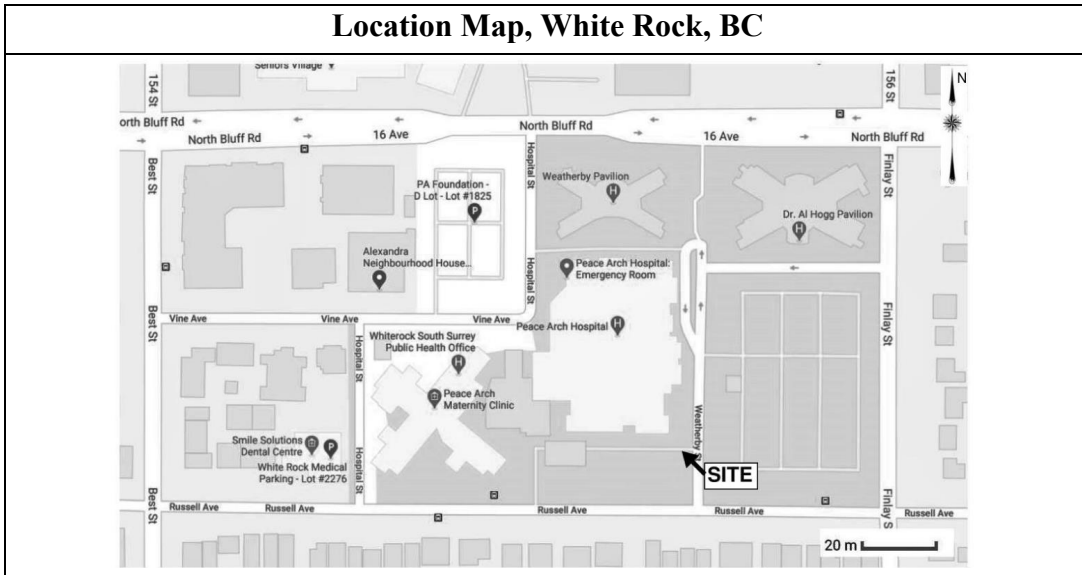 Location Map, White Rock, BC
Seniors Village
154 St
156 St
N
orth Bluff Rd
North Bluff Rd
16 Ave
North Bluff Rd
16 Ave
North Bluff Rd
Best St
Hospital St
Finlay St
Weatherby Pavilion
PA Foundation -
D Lot - Lot #1825
P
H
Dr. Al Hogg Pavilion
H
Alexandra
Neighbourhood House...
Hospital St
Peace Arch Hospital:
Emergency Room
Best St
Vine Ave
Vine Ave
Vine Ave
Peace Arch Hospital
H
Finlay St
Hospital St
Whiterock South Surrey
Public Health Office
H
Peace Arch
Maternity Clinic
Weatherby St
Smile Solutions
Dental Centre
P
White Rock Medical
Parking - Lot #2276
Hospital St
SITE
Best St
Russell Ave
Russell Ave
Russell Ave
Russell Ave
Russell Ave
Finlay S
20 m